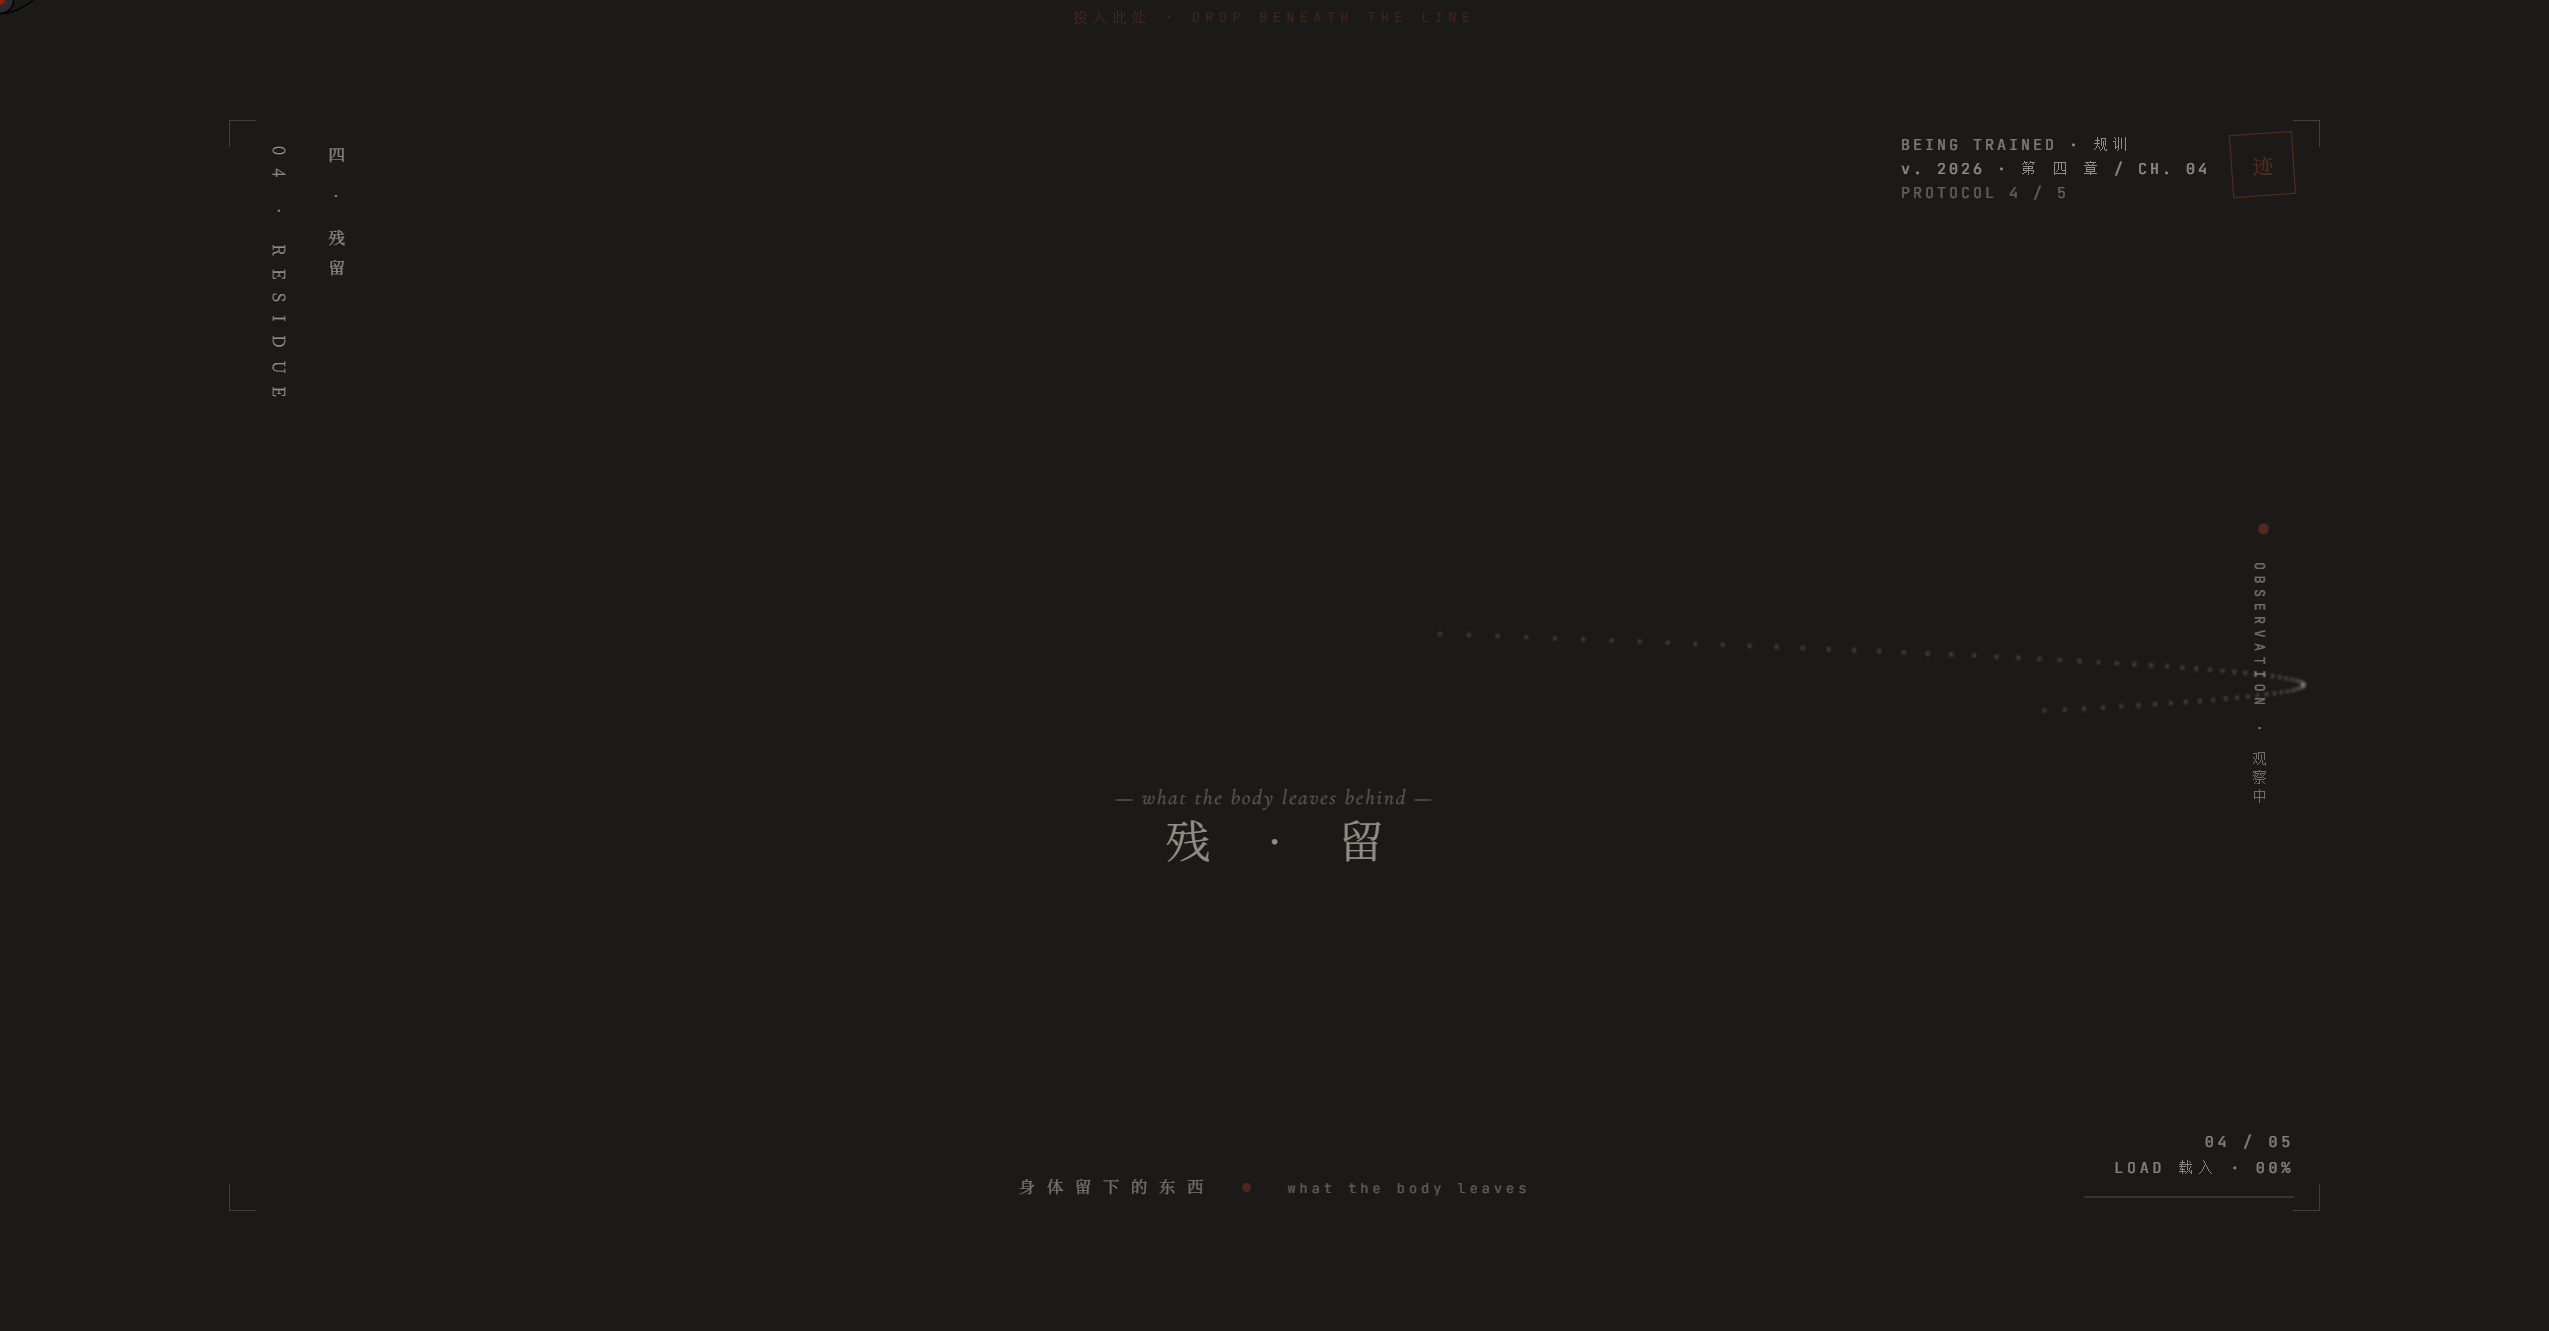 投入此处 · DROP BENEATH THE LINE
四 · 残留
04 · RESIDUE
BEING TRAINED · 规训
v. 2026 · 第 四 章 / CH. 04
PROTOCOL 4 / 5
迹
OBSERVATION · 观察中
— what the body leaves behind —
残 · 留
身体留下的东西 ● what the body leaves
04 / 05
LOAD 载入 · 00%